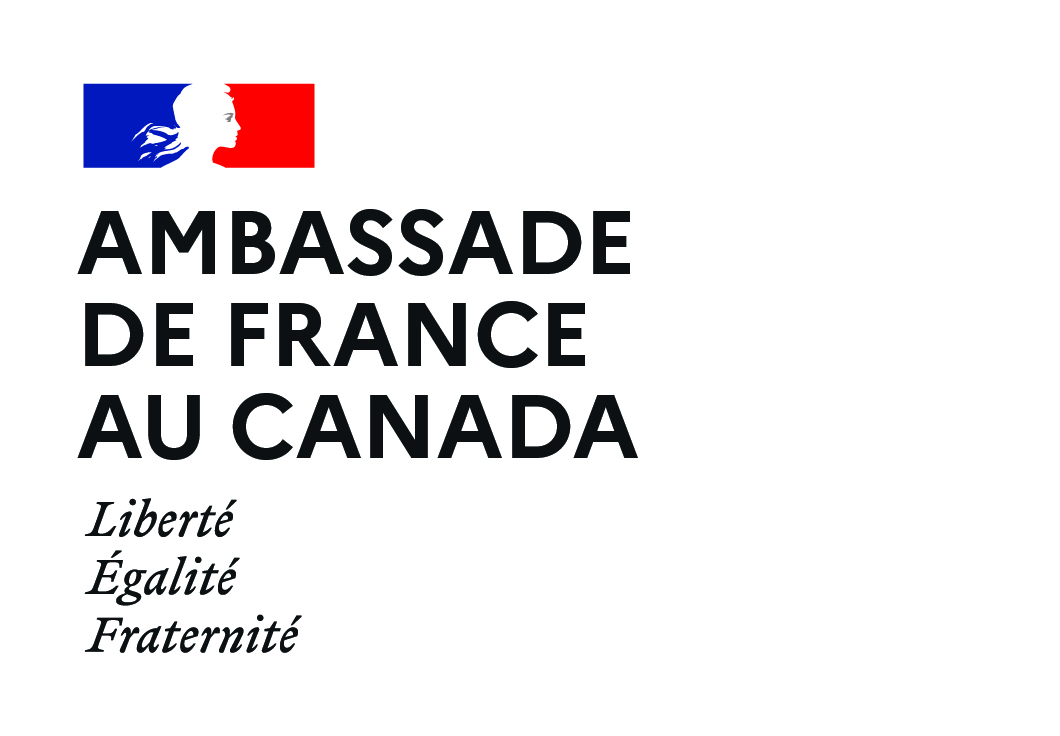 AMBASSADE
DE FRANCE
AU CANADA
Liberté
Égalité
Fraternité